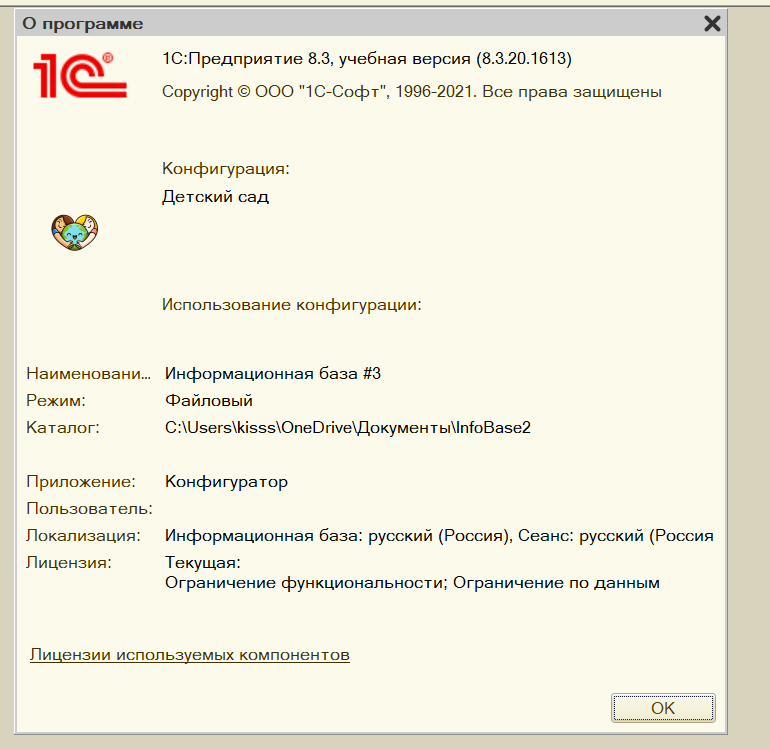 О программе
1С®
1С:Предприятие 8.3, учебная версия (8.3.20.1613)
Copyright © ООО "1С-Софт", 1996-2021. Все права защищены
Конфигурация:
Детский сад
Использование конфигурации:
Наименовани... Информационная база #3
Режим: Файловый
Каталог: C:\Users\kisss\OneDrive\Документы\InfoBase2
Приложение: Конфигуратор
Пользователь:
Локализация: Информационная база: русский (Россия), Сеанс: русский (Россия
Лицензия: Текущая:
Ограничение функциональности; Ограничение по данным
Лицензии используемых компонентов
ОК